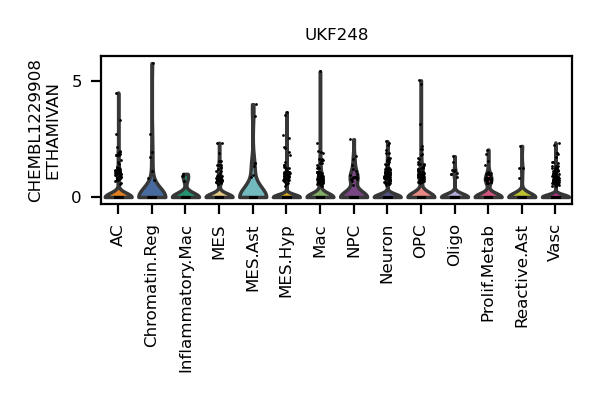 UKF248
CHEMBL1229908
ETHAMIVAN
5
0
AC
Chromatin.Reg
Inflammatory.Mac
MES
MES.Ast
MES.Hyp
Mac
NPC
Neuron
OPC
Oligo
Prolif.Metab
Reactive.Ast
Vasc